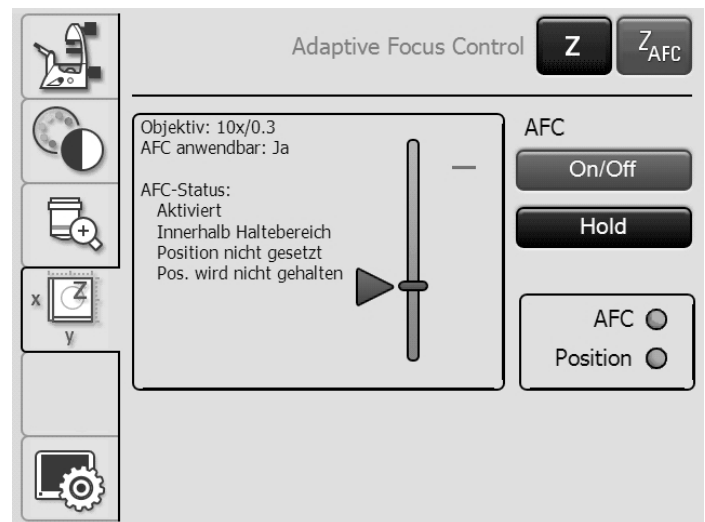 Adaptive Focus Control
Z
ZAFC
Objektiv: 10x/0.3
AFC anwendbar: Ja
AFC-Status:
Aktiviert
Innerhalb Haltebereich
Position nicht gesetzt
Pos. wird nicht gehalten
AFC
On/Off
Hold
x
Z
y
AFC
Position